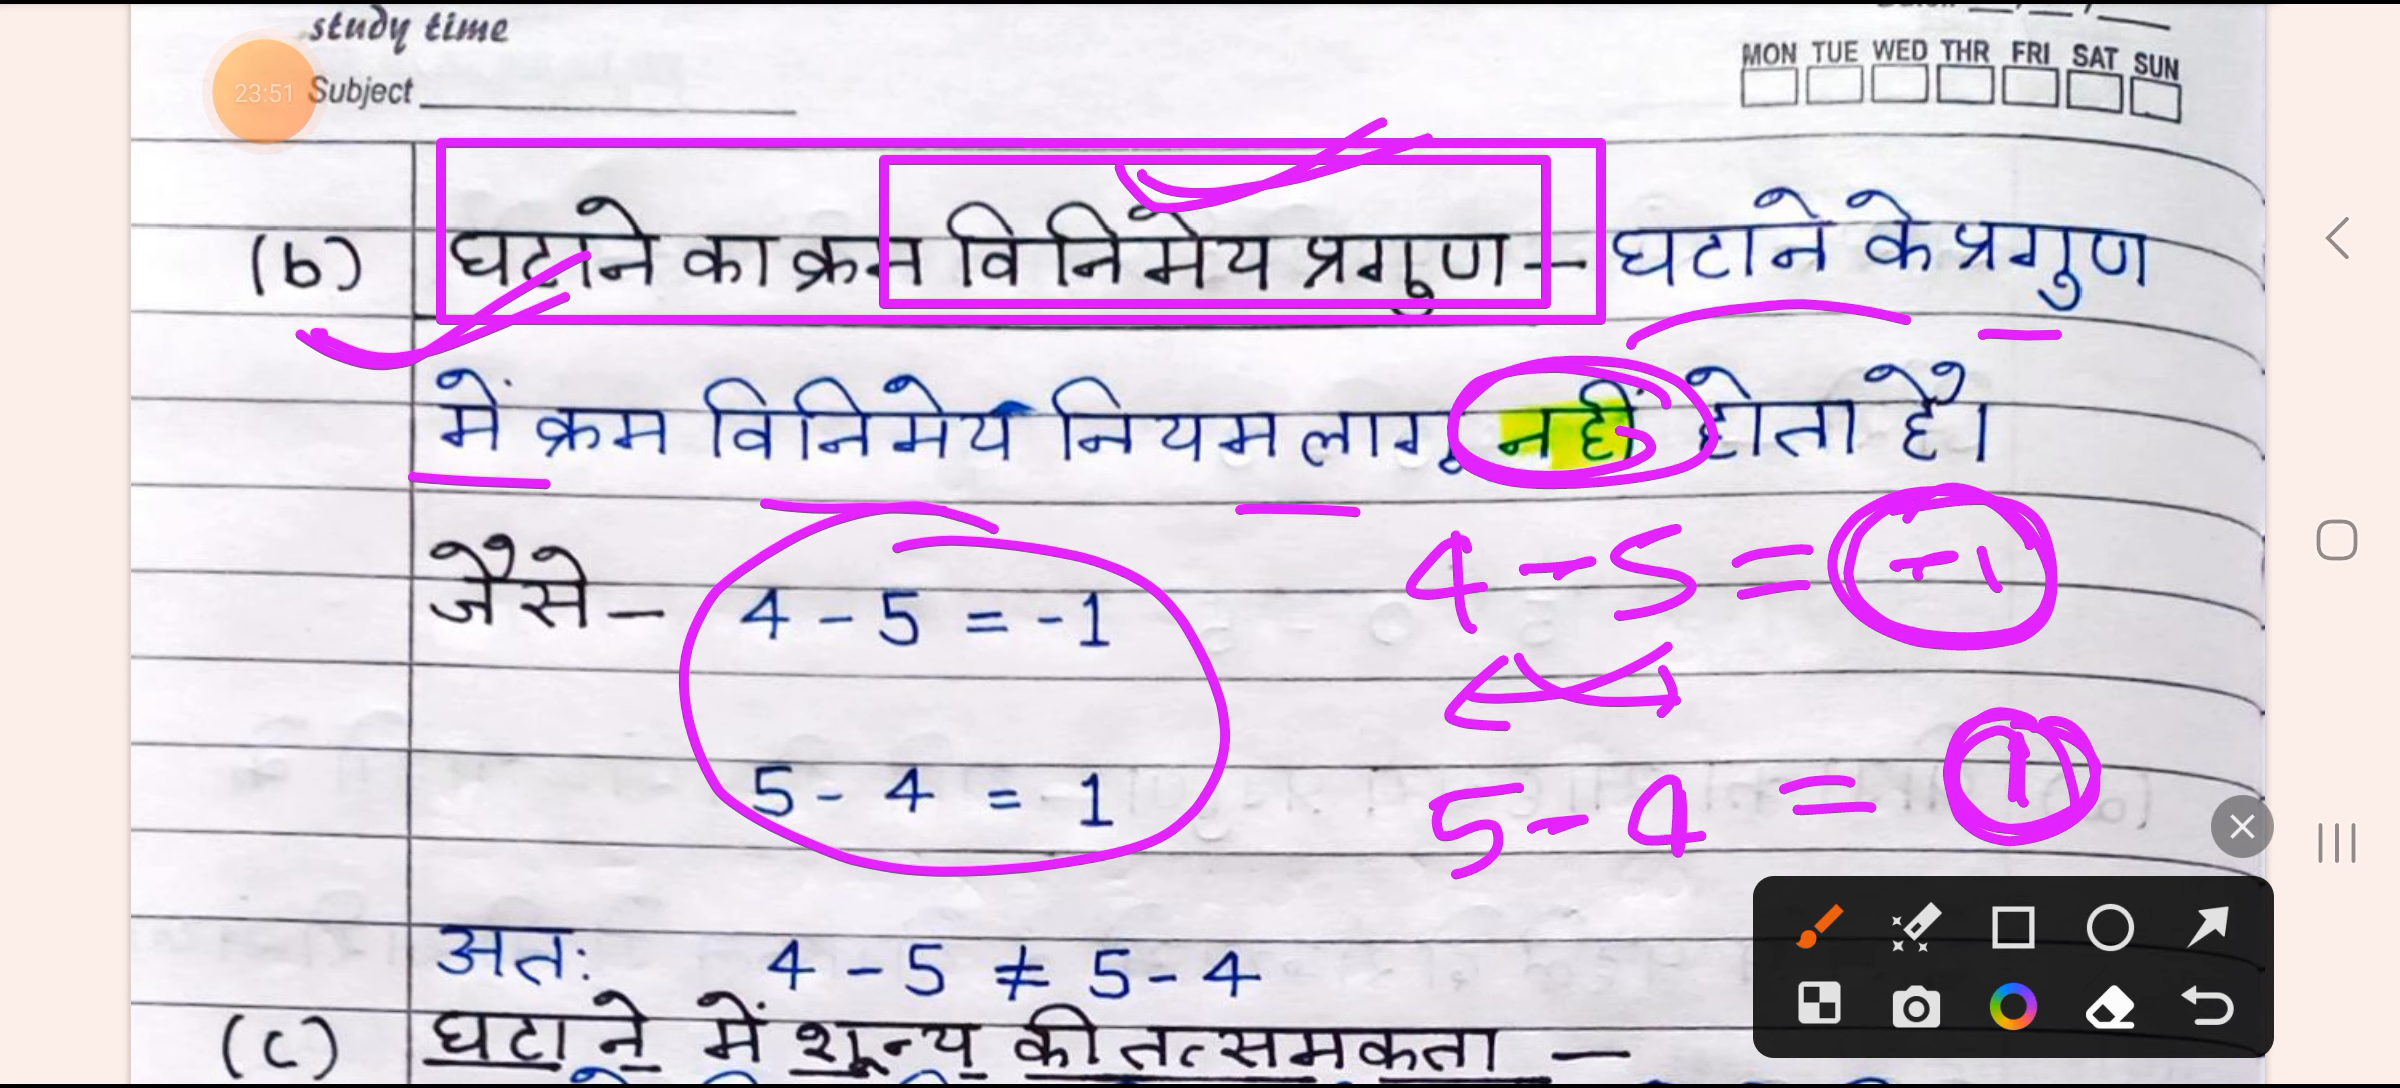 study time
23:51 Subject
MON TUE WED THR FRI SAT SUN
(b) घटाने का क्रम विनिमेय प्रगुण — घटाने के प्रगुण
में क्रम विनिमेय नियम लागू नहीं होता है।
4 - 5 = -1
जैसे - 4 - 5 = -1
5 - 4 = 1
5 - 4 = 1
अतः 4 - 5 ≠ 5 - 4
(c) घटाने में शून्य की तत्समकता —